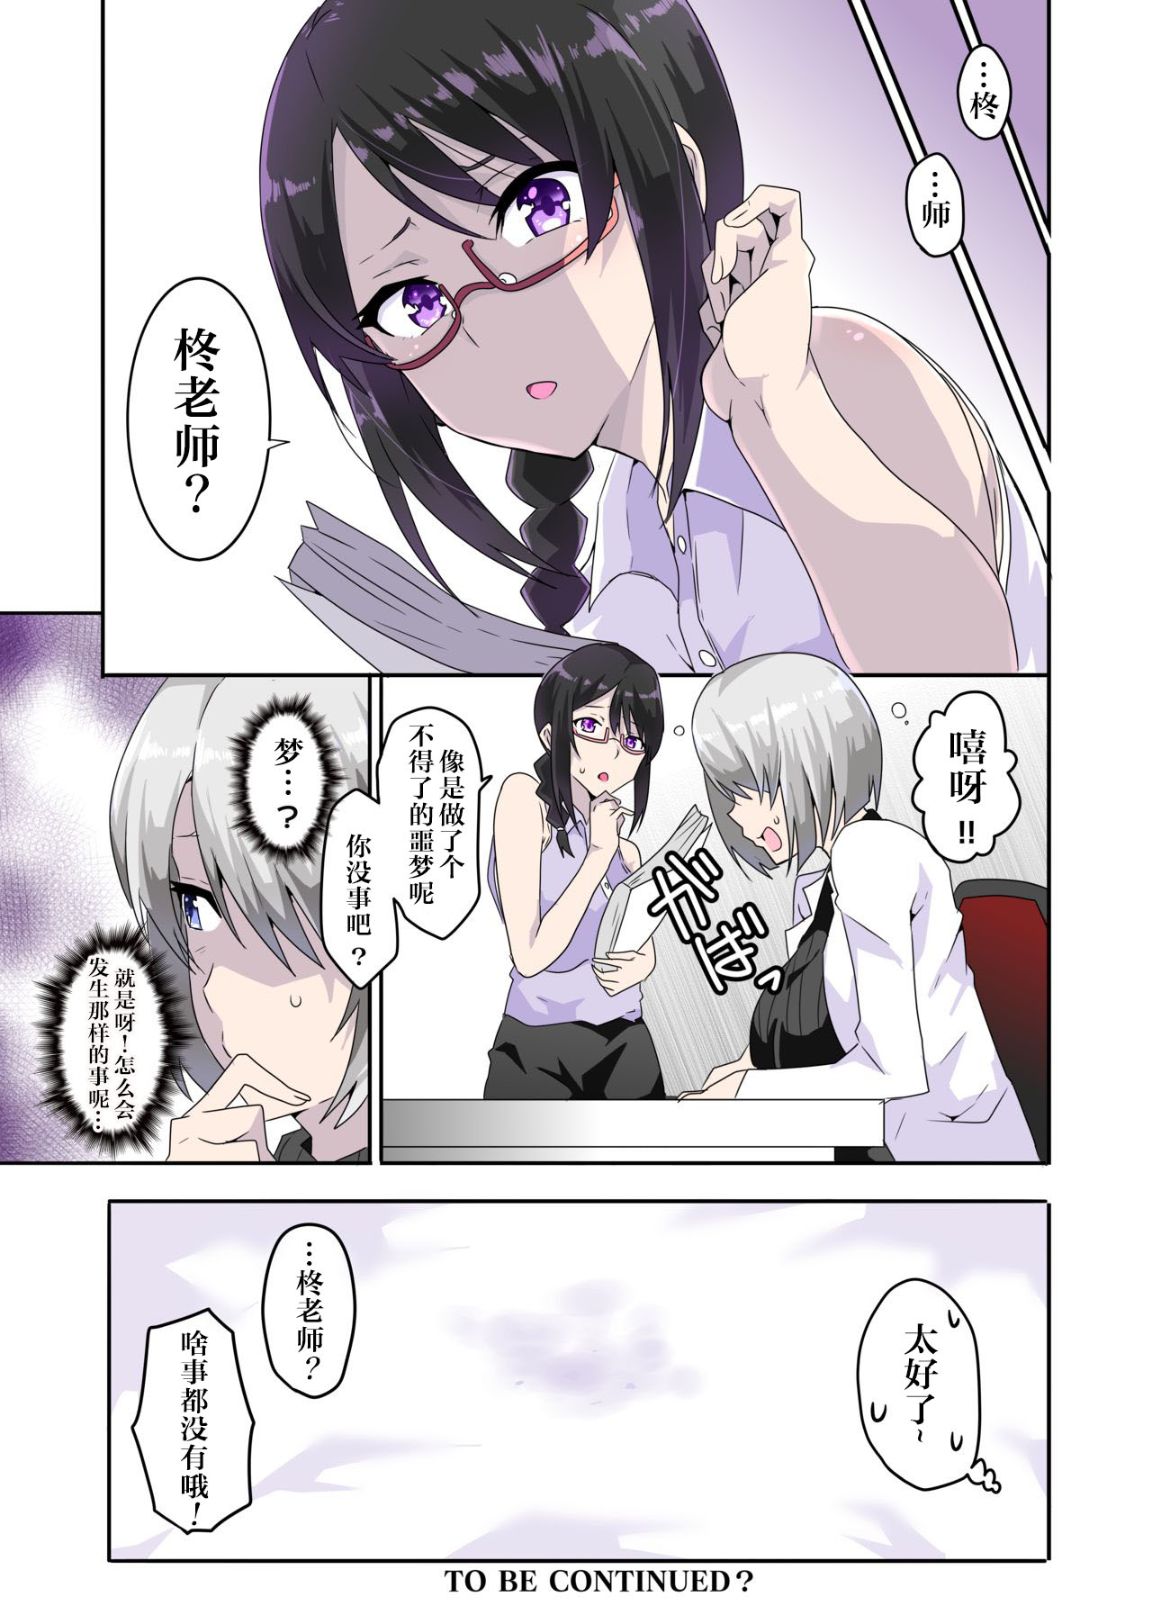 …柊
…师
柊老师？
嘻呀!!
ジャ
ばっ
像是做了个
不得了的噩梦呢
你没事吧？
梦…？
就是呀！怎么会
发生那样的事呢…
太好了~
…柊老师？
啥事都没有哦！
TO BE CONTINUED？